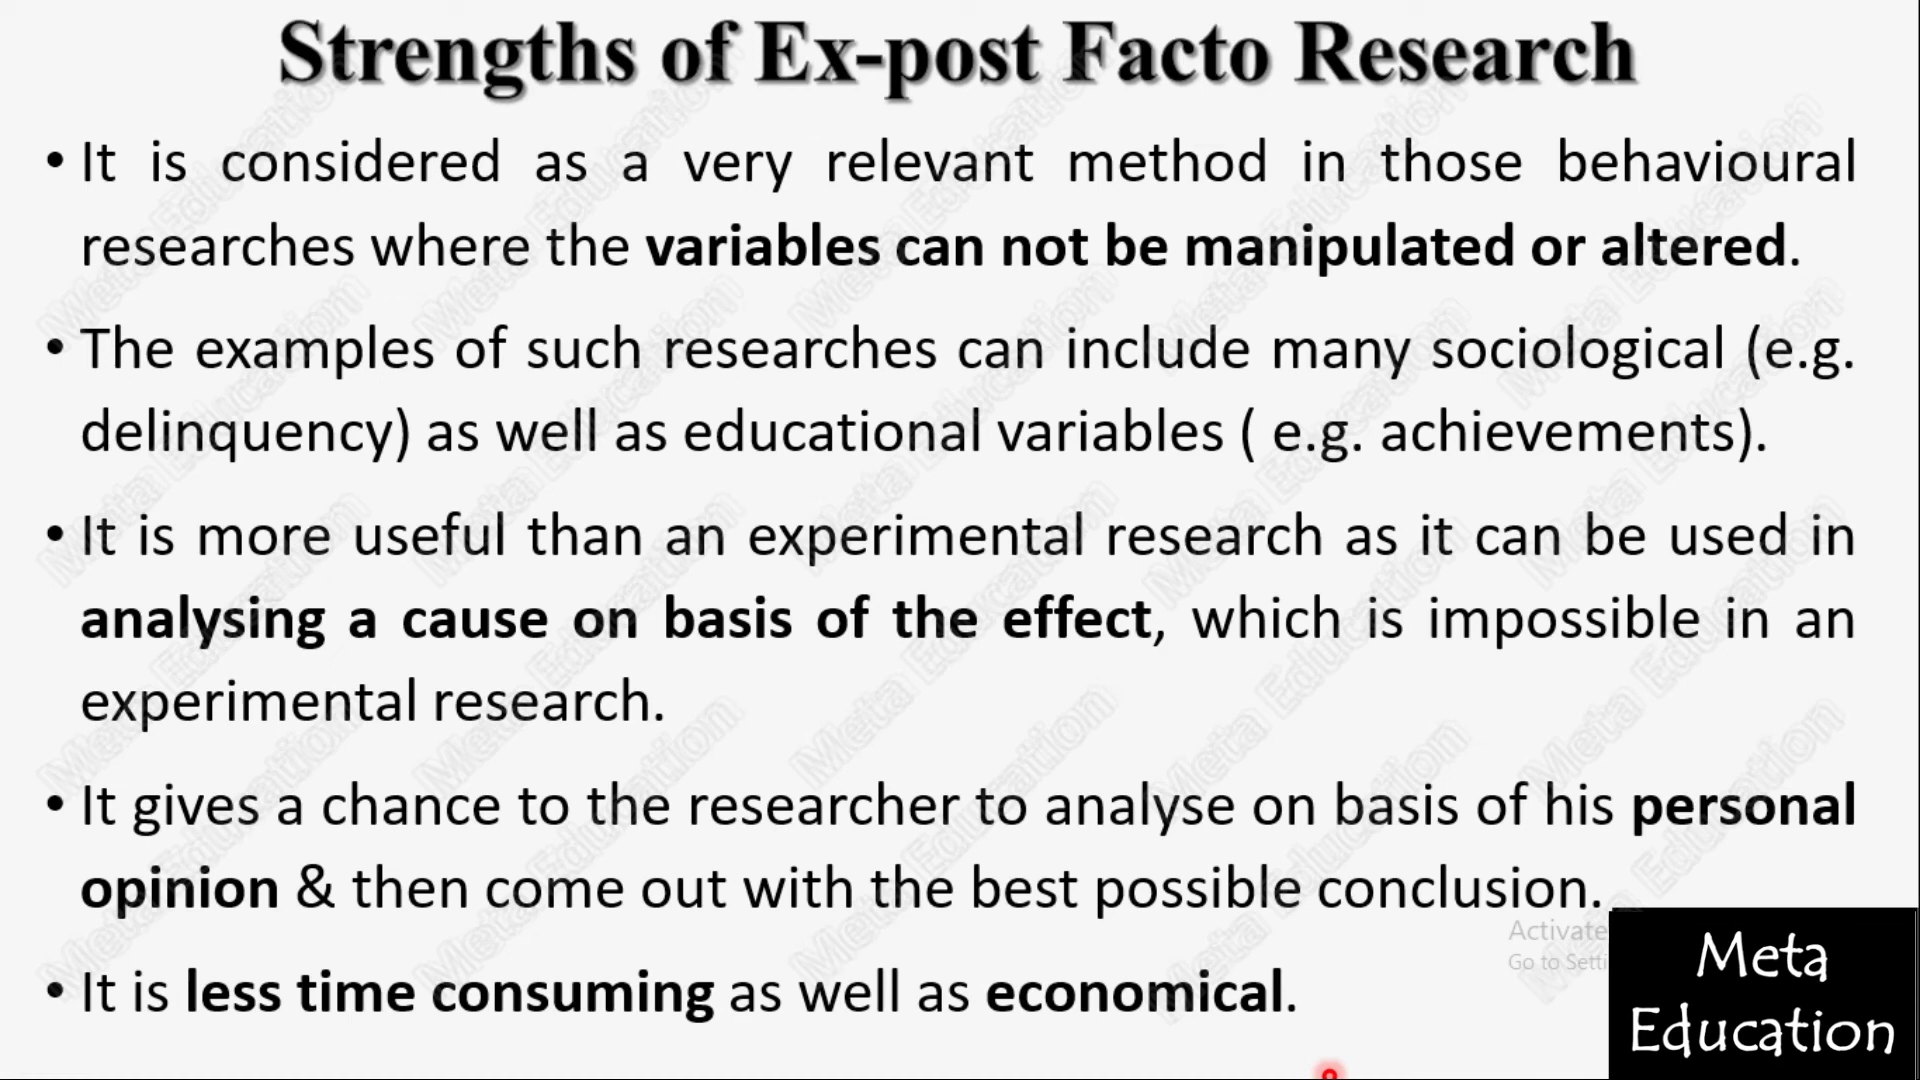 Strengths of Ex-post Facto Research
• It is considered as a very relevant method in those behavioural
researches where the variables can not be manipulated or altered.
• The examples of such researches can include many sociological (e.g.
delinquency) as well as educational variables ( e.g. achievements).
• It is more useful than an experimental research as it can be used in
analysing a cause on basis of the effect, which is impossible in an
experimental research.
• It gives a chance to the researcher to analyse on basis of his personal
opinion & then come out with the best possible conclusion.
• It is less time consuming as well as economical.
Activate
Go to Setti
Meta
Education